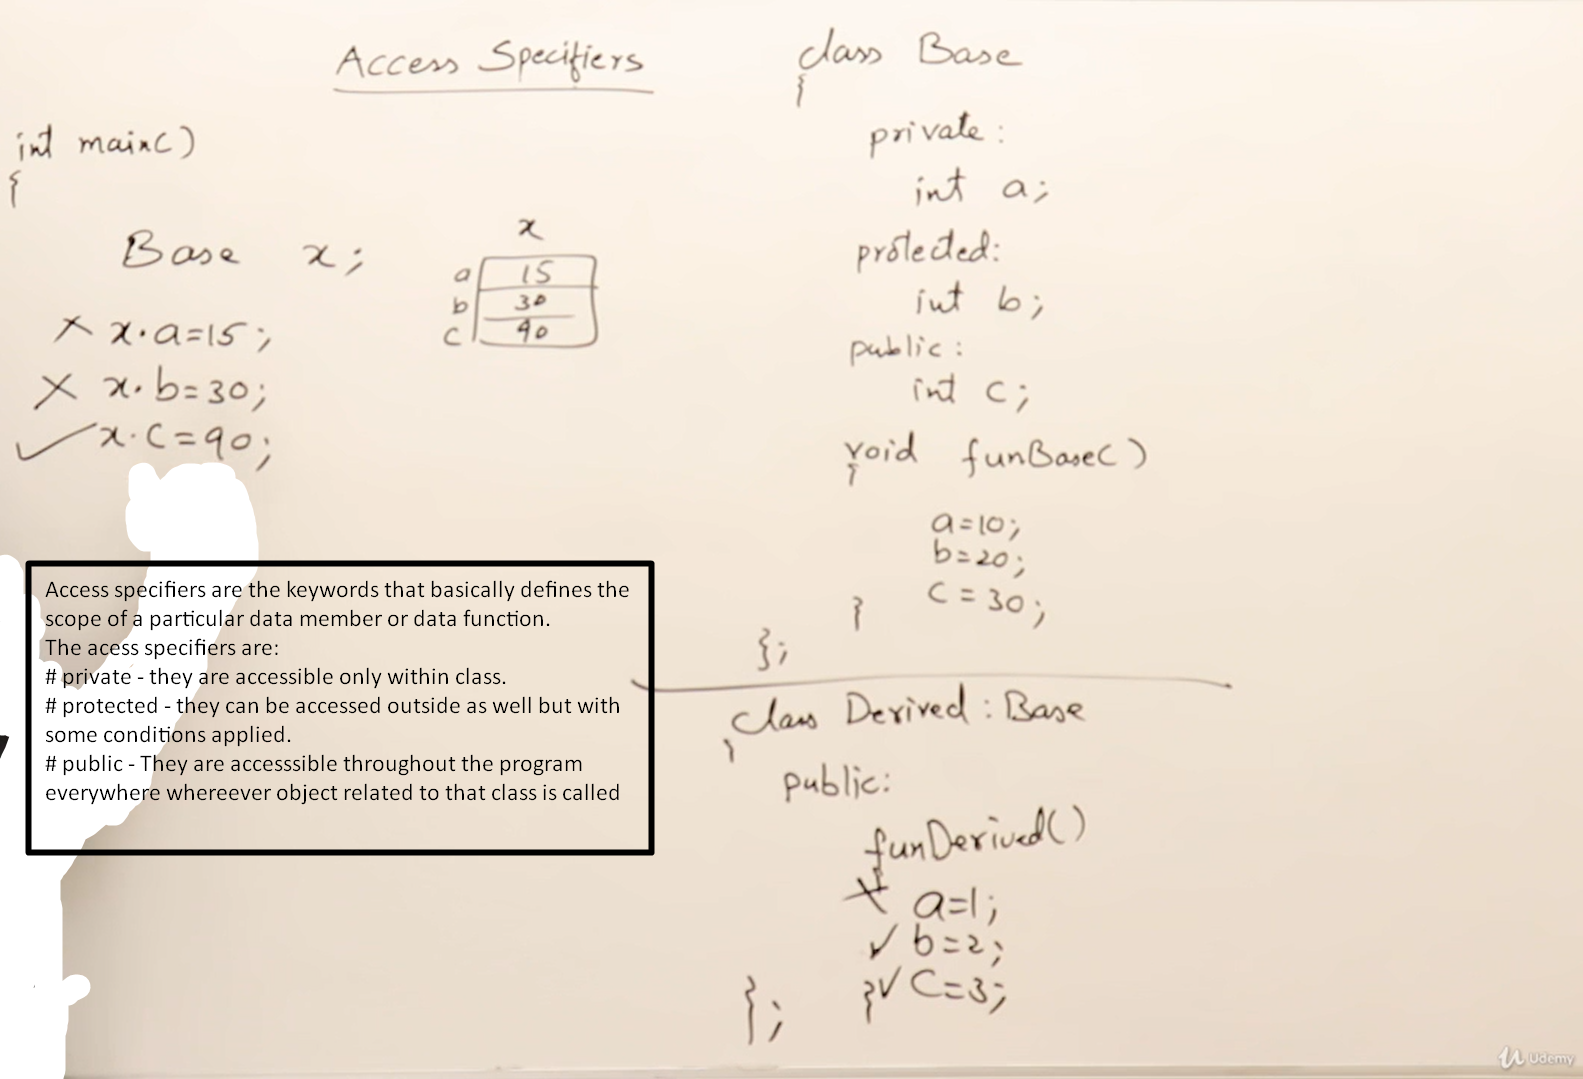 Access Specifiers
int main()
{
Base x;
x.a=15;
x.b=30;
x.c=90;
x
a 15
b 30
c 90
Access specifiers are the keywords that basically defines the
scope of a particular data member or data function.
The acess specifiers are:
# private - they are accessible only within class.
# protected - they can be accessed outside as well but with
some conditions applied.
# public - They are accesssible throughout the program
everywhere whereever object related to that class is called
class Base
{
private:
int a;
protected:
int b;
public:
int c;
void funBase()
{
a=10;
b=20;
c=30;
}
};
class Derived : Base
{
public:
funDerived()
{
a=1;
b=2;
} c=3;
};
Udemy